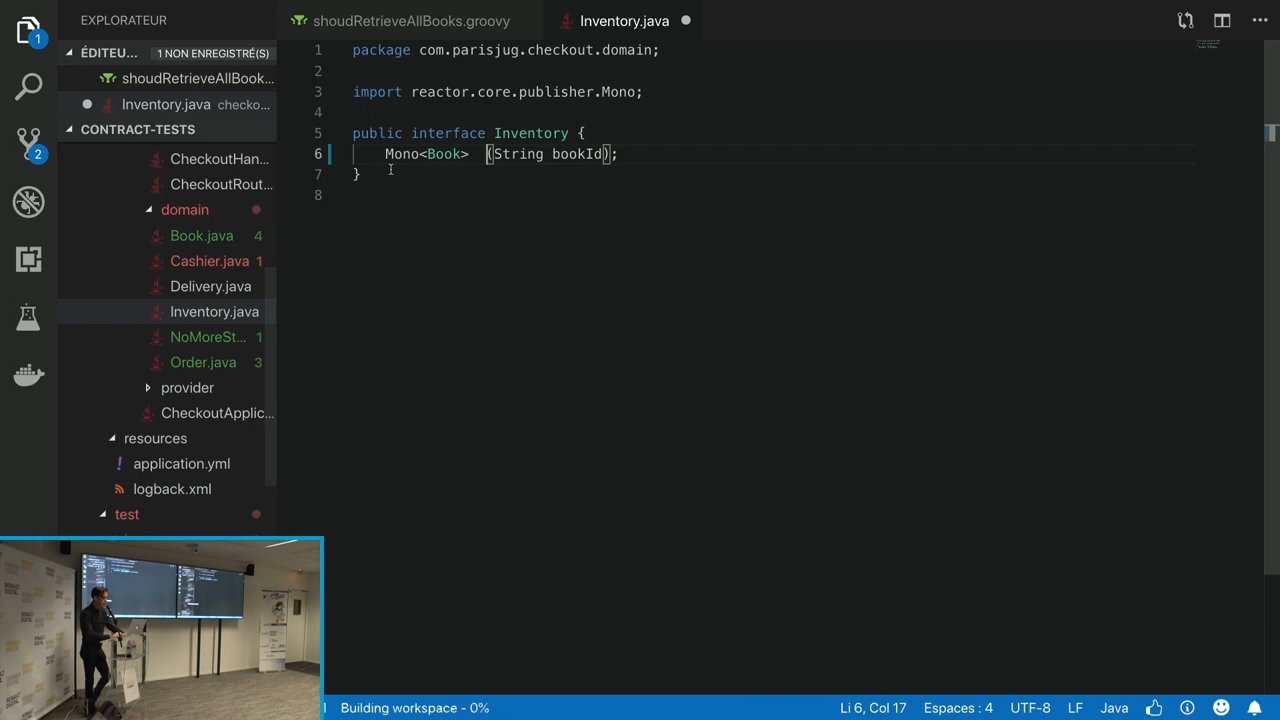 EXPLORATEUR
ÉDITEU... 1 NON ENREGISTRÉ(S)
shoudRetrieveAllBook...
Inventory.java checko...
CONTRACT-TESTS
CheckoutHan...
CheckoutRout...
domain
Book.java 4
Cashier.java 1
Delivery.java
Inventory.java
NoMoreSt... 1
Order.java 3
provider
CheckoutApplic...
resources
! application.yml
logback.xml
test
1
2
shoudRetrieveAllBooks.groovy
Inventory.java
1 package com.parisjug.checkout.domain;
2
3 import reactor.core.publisher.Mono;
4
5 public interface Inventory {
6 Mono<Book>  (String bookId);
7 }
8
Building workspace - 0%
Li 6, Col 17
Espaces : 4
UTF-8
LF
Java